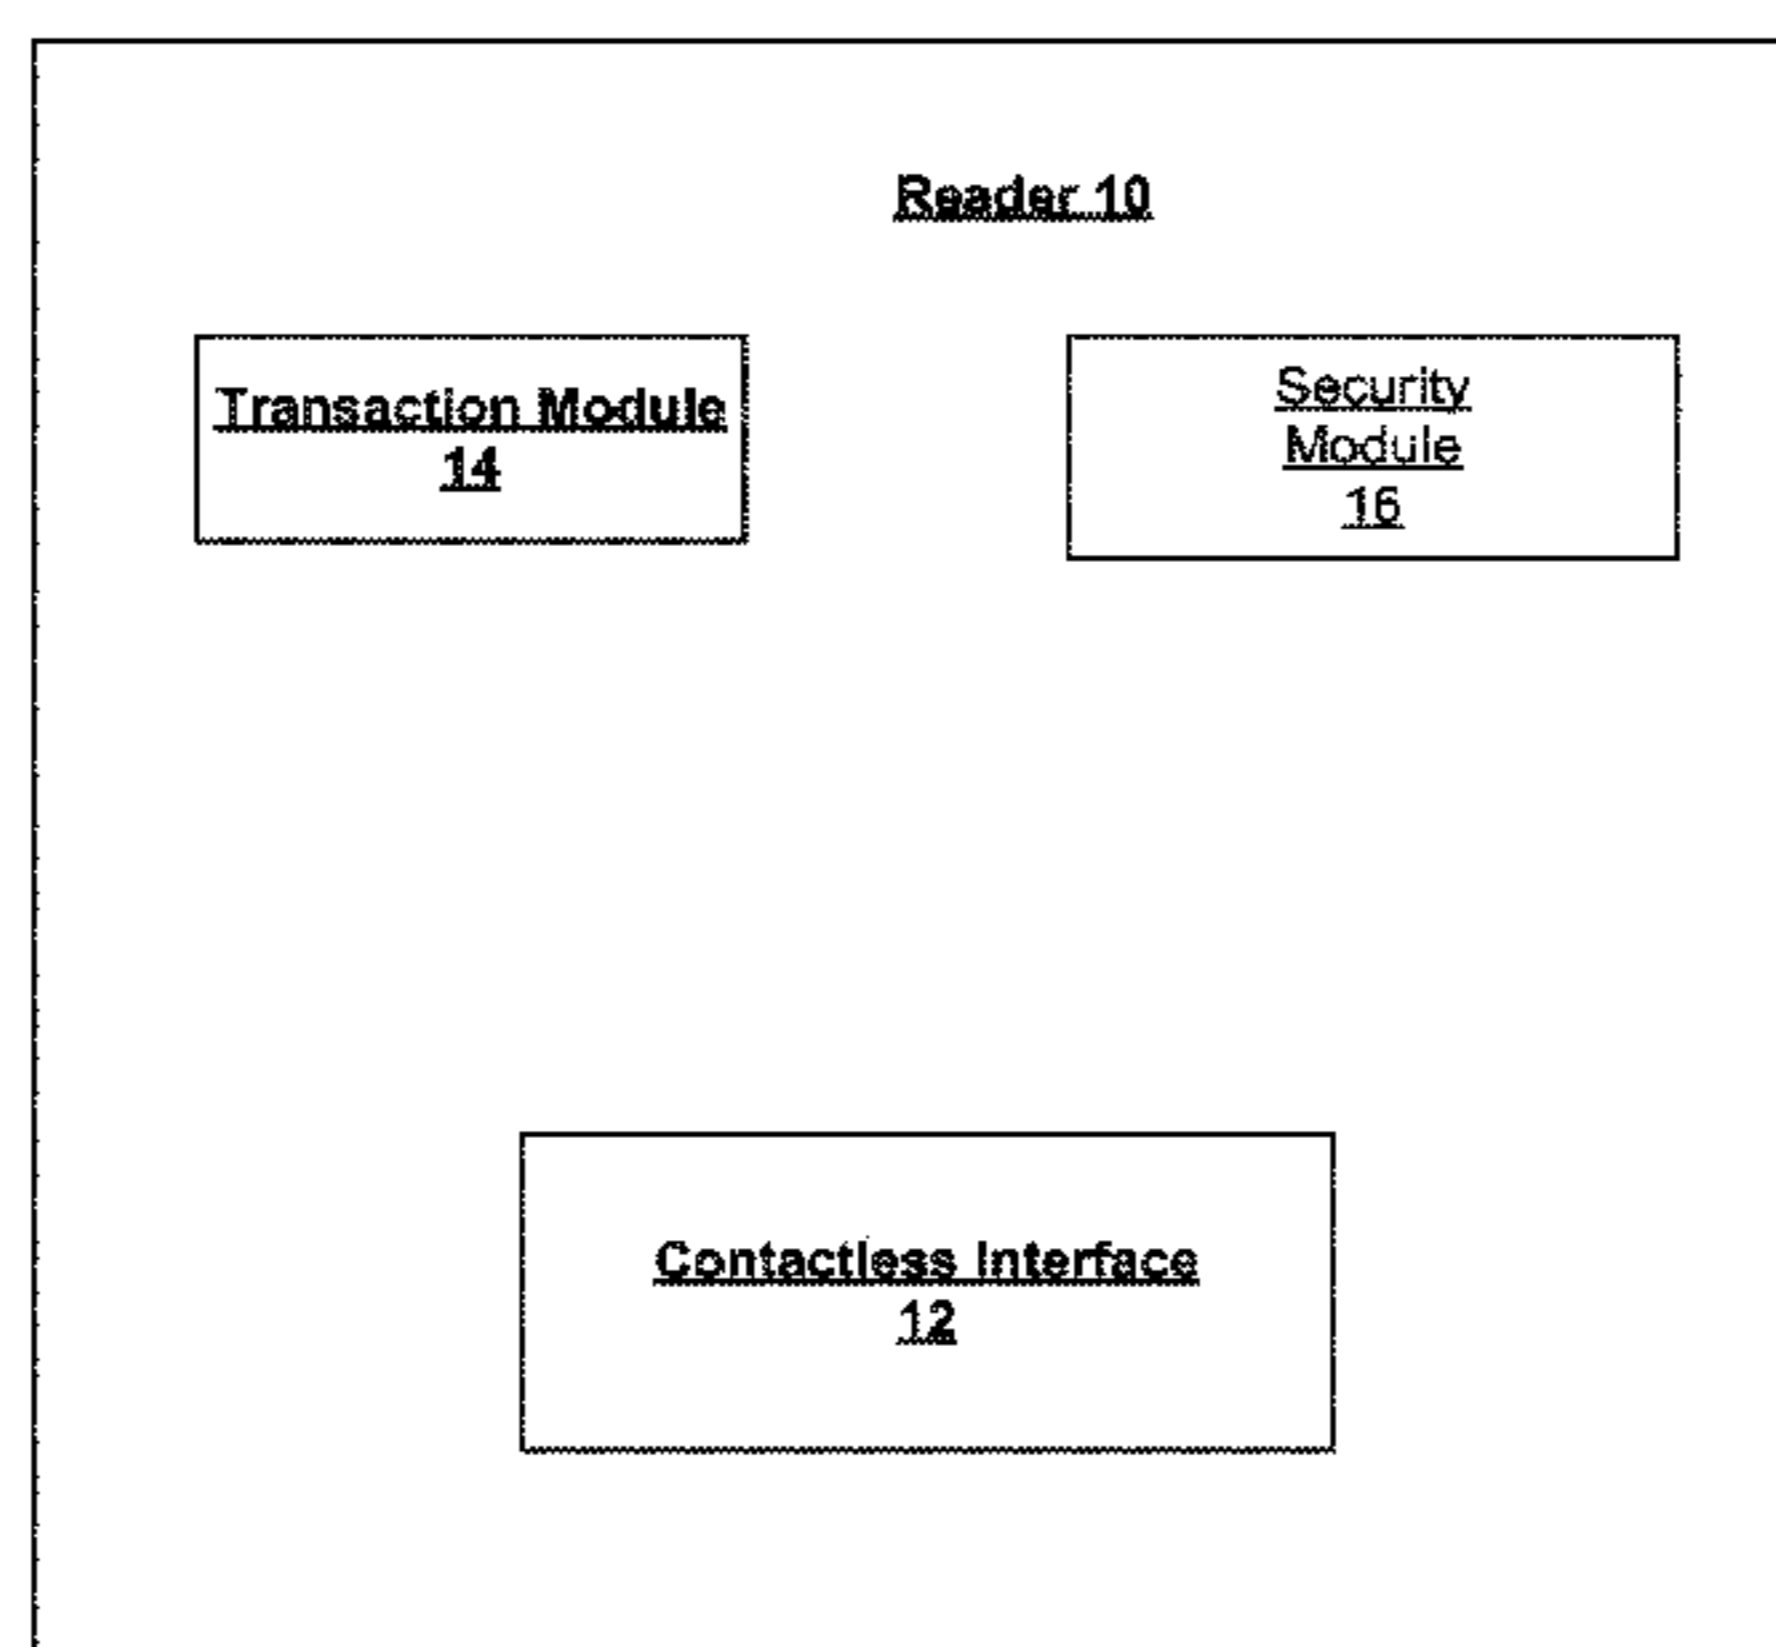 Reader 10
Transaction Module
14
Security
Module
16
Contactless Interface
12